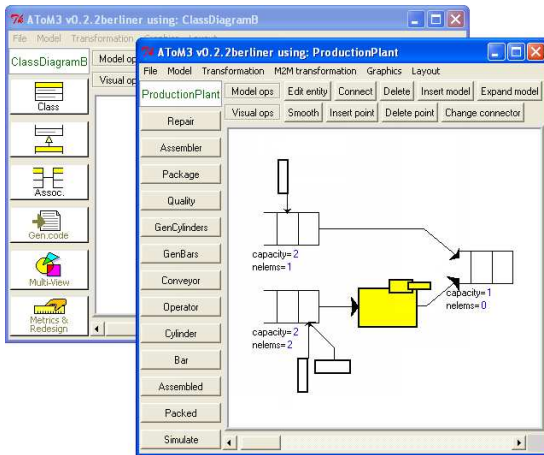 AToM3 v0.2.2berliner using: ClassDiagramB
File Model Transformation Graphics Layout
ClassDiagramB Model ops
Visual ops
Class
Assoc.
Gen.code
Multi-View
Metrics &
Redesign
AToM3 v0.2.2berliner using: ProductionPlant
File Model Transformation M2M transformation Graphics Layout
ProductionPlant Model ops Edit entity Connect Delete Insert model Expand model
Visual ops Smooth Insert point Delete point Change connector
Repair
Assembler
Package
Quality
GenCylinders
GenBars
Conveyor
Operator
Cylinder
Bar
Assembled
Packed
Simulate
capacity= 2
nelems= 1
capacity= 1
nelems= 0
capacity= 2
nelems= 2